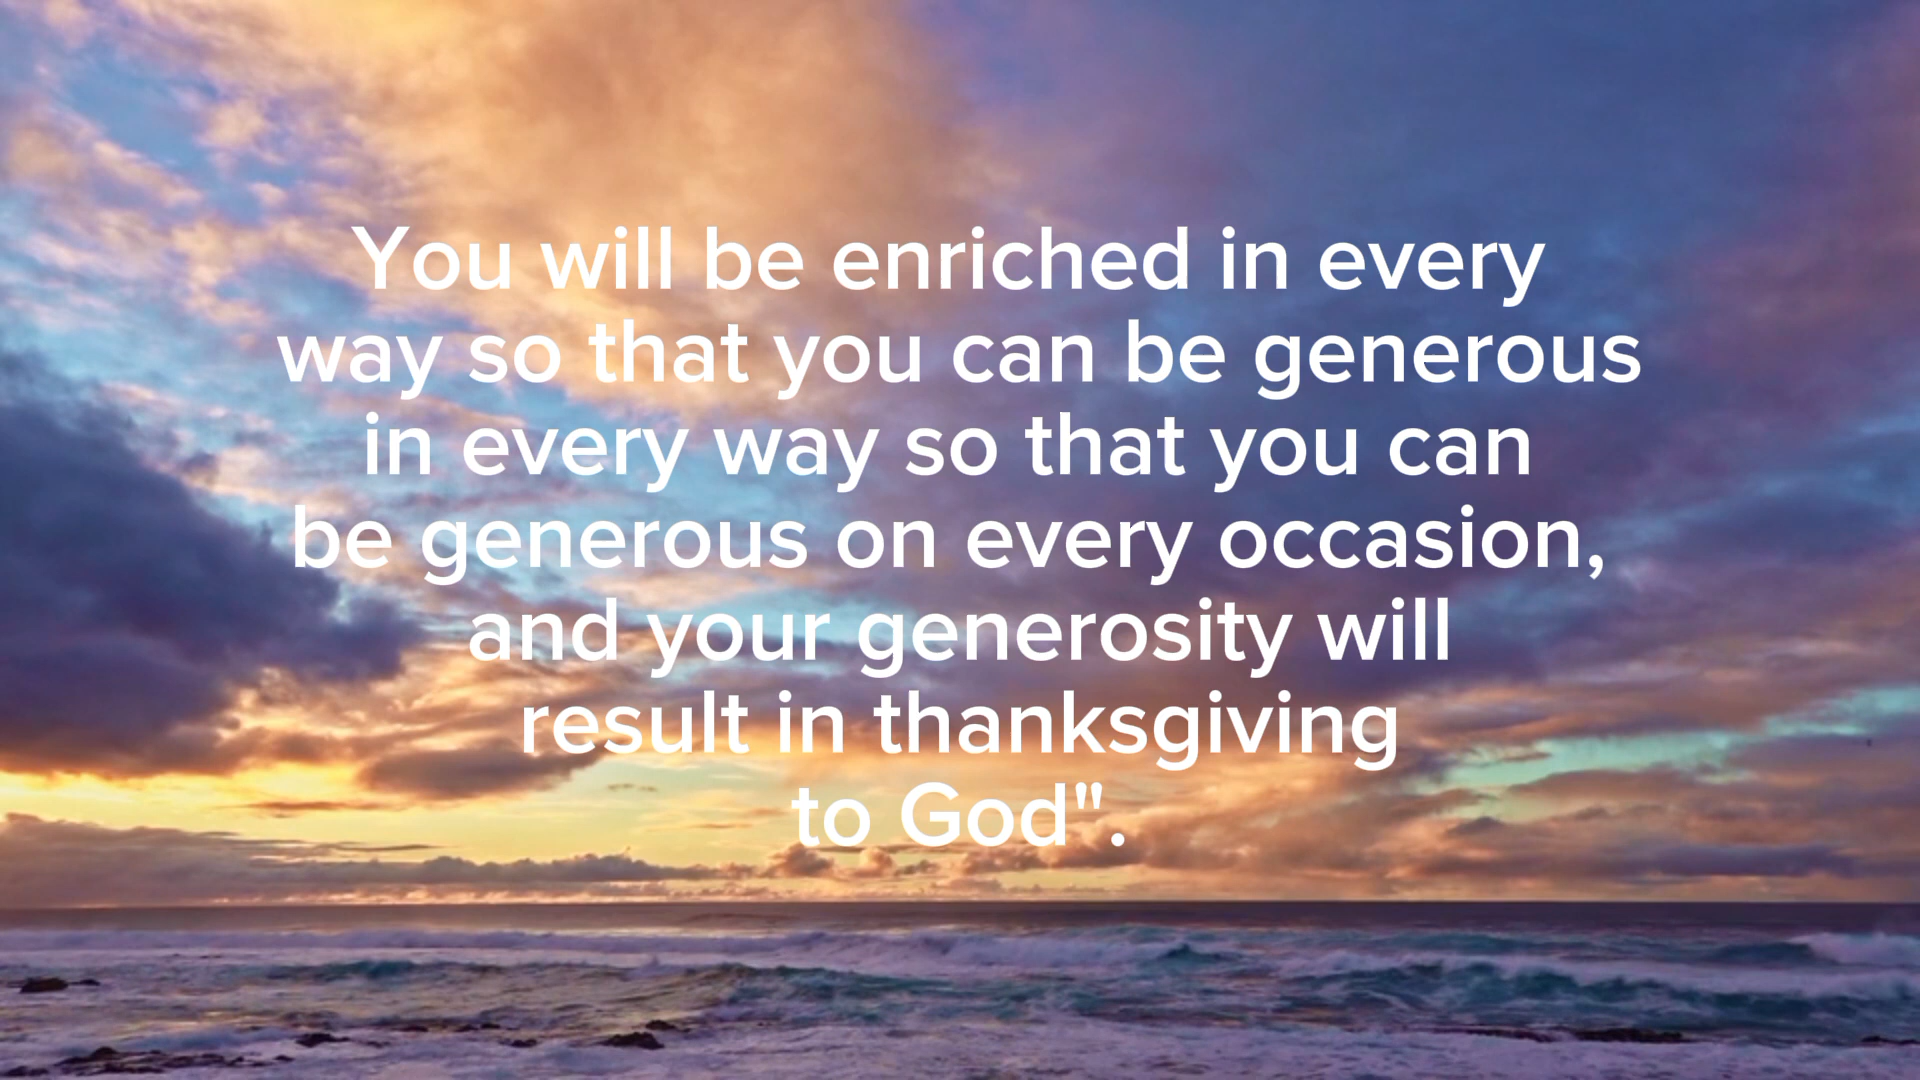 You will be enriched in every
way so that you can be generous
in every way so that you can
be generous on every occasion,
and your generosity will
result in thanksgiving
to God".